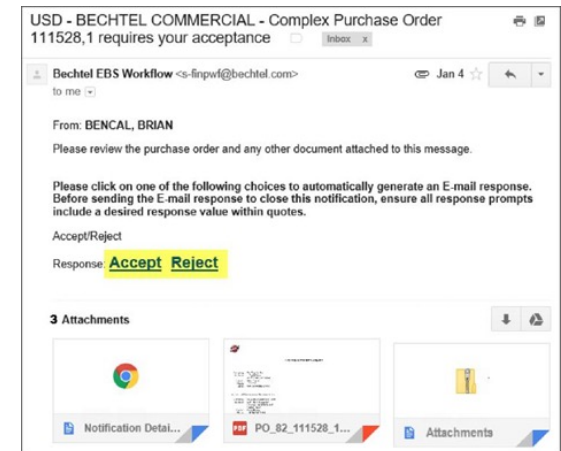 USD - BECHTEL COMMERCIAL - Complex Purchase Order
111528,1 requires your acceptance Inbox x
Bechtel EBS Workflow <s-finpwf@bechtel.com> Jan 4
to me
From: BENCAL, BRIAN
Please review the purchase order and any other document attached to this message.
Please click on one of the following choices to automatically generate an E-mail response.
Before sending the E-mail response to close this notification, ensure all response prompts
include a desired response value within quotes.
Accept/Reject
Response: Accept Reject
3 Attachments
Notification Detai... PDF PO_82_111528_1... Attachments